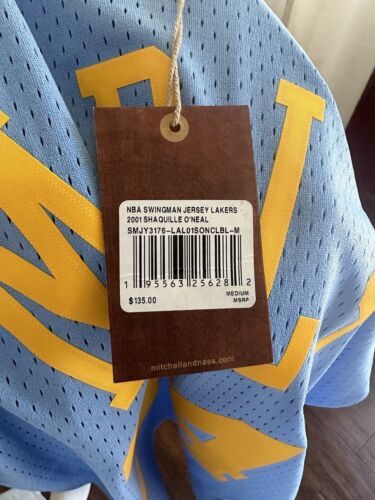 MPL
NBA SWINGMAN JERSEY LAKERS
2001 SHAQUILLE O'NEAL
SMJY3176-LAL01SONCLBL-M
1 95563 25628 2
$135.00
MEDIUM
MSRP
mitchellandness.com